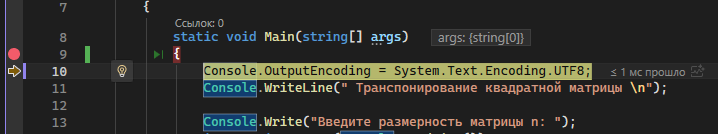 7 {
Ссылок: 0
8 static void Main(string[] args) args: {string[0]}
9 {
10 Console.OutputEncoding = System.Text.Encoding.UTF8; ≤ 1 мс прошло
11 Console.WriteLine(" Транспонирование квадратной матрицы \n");
12
13 Console.Write("Введите размерность матрицы n: ");